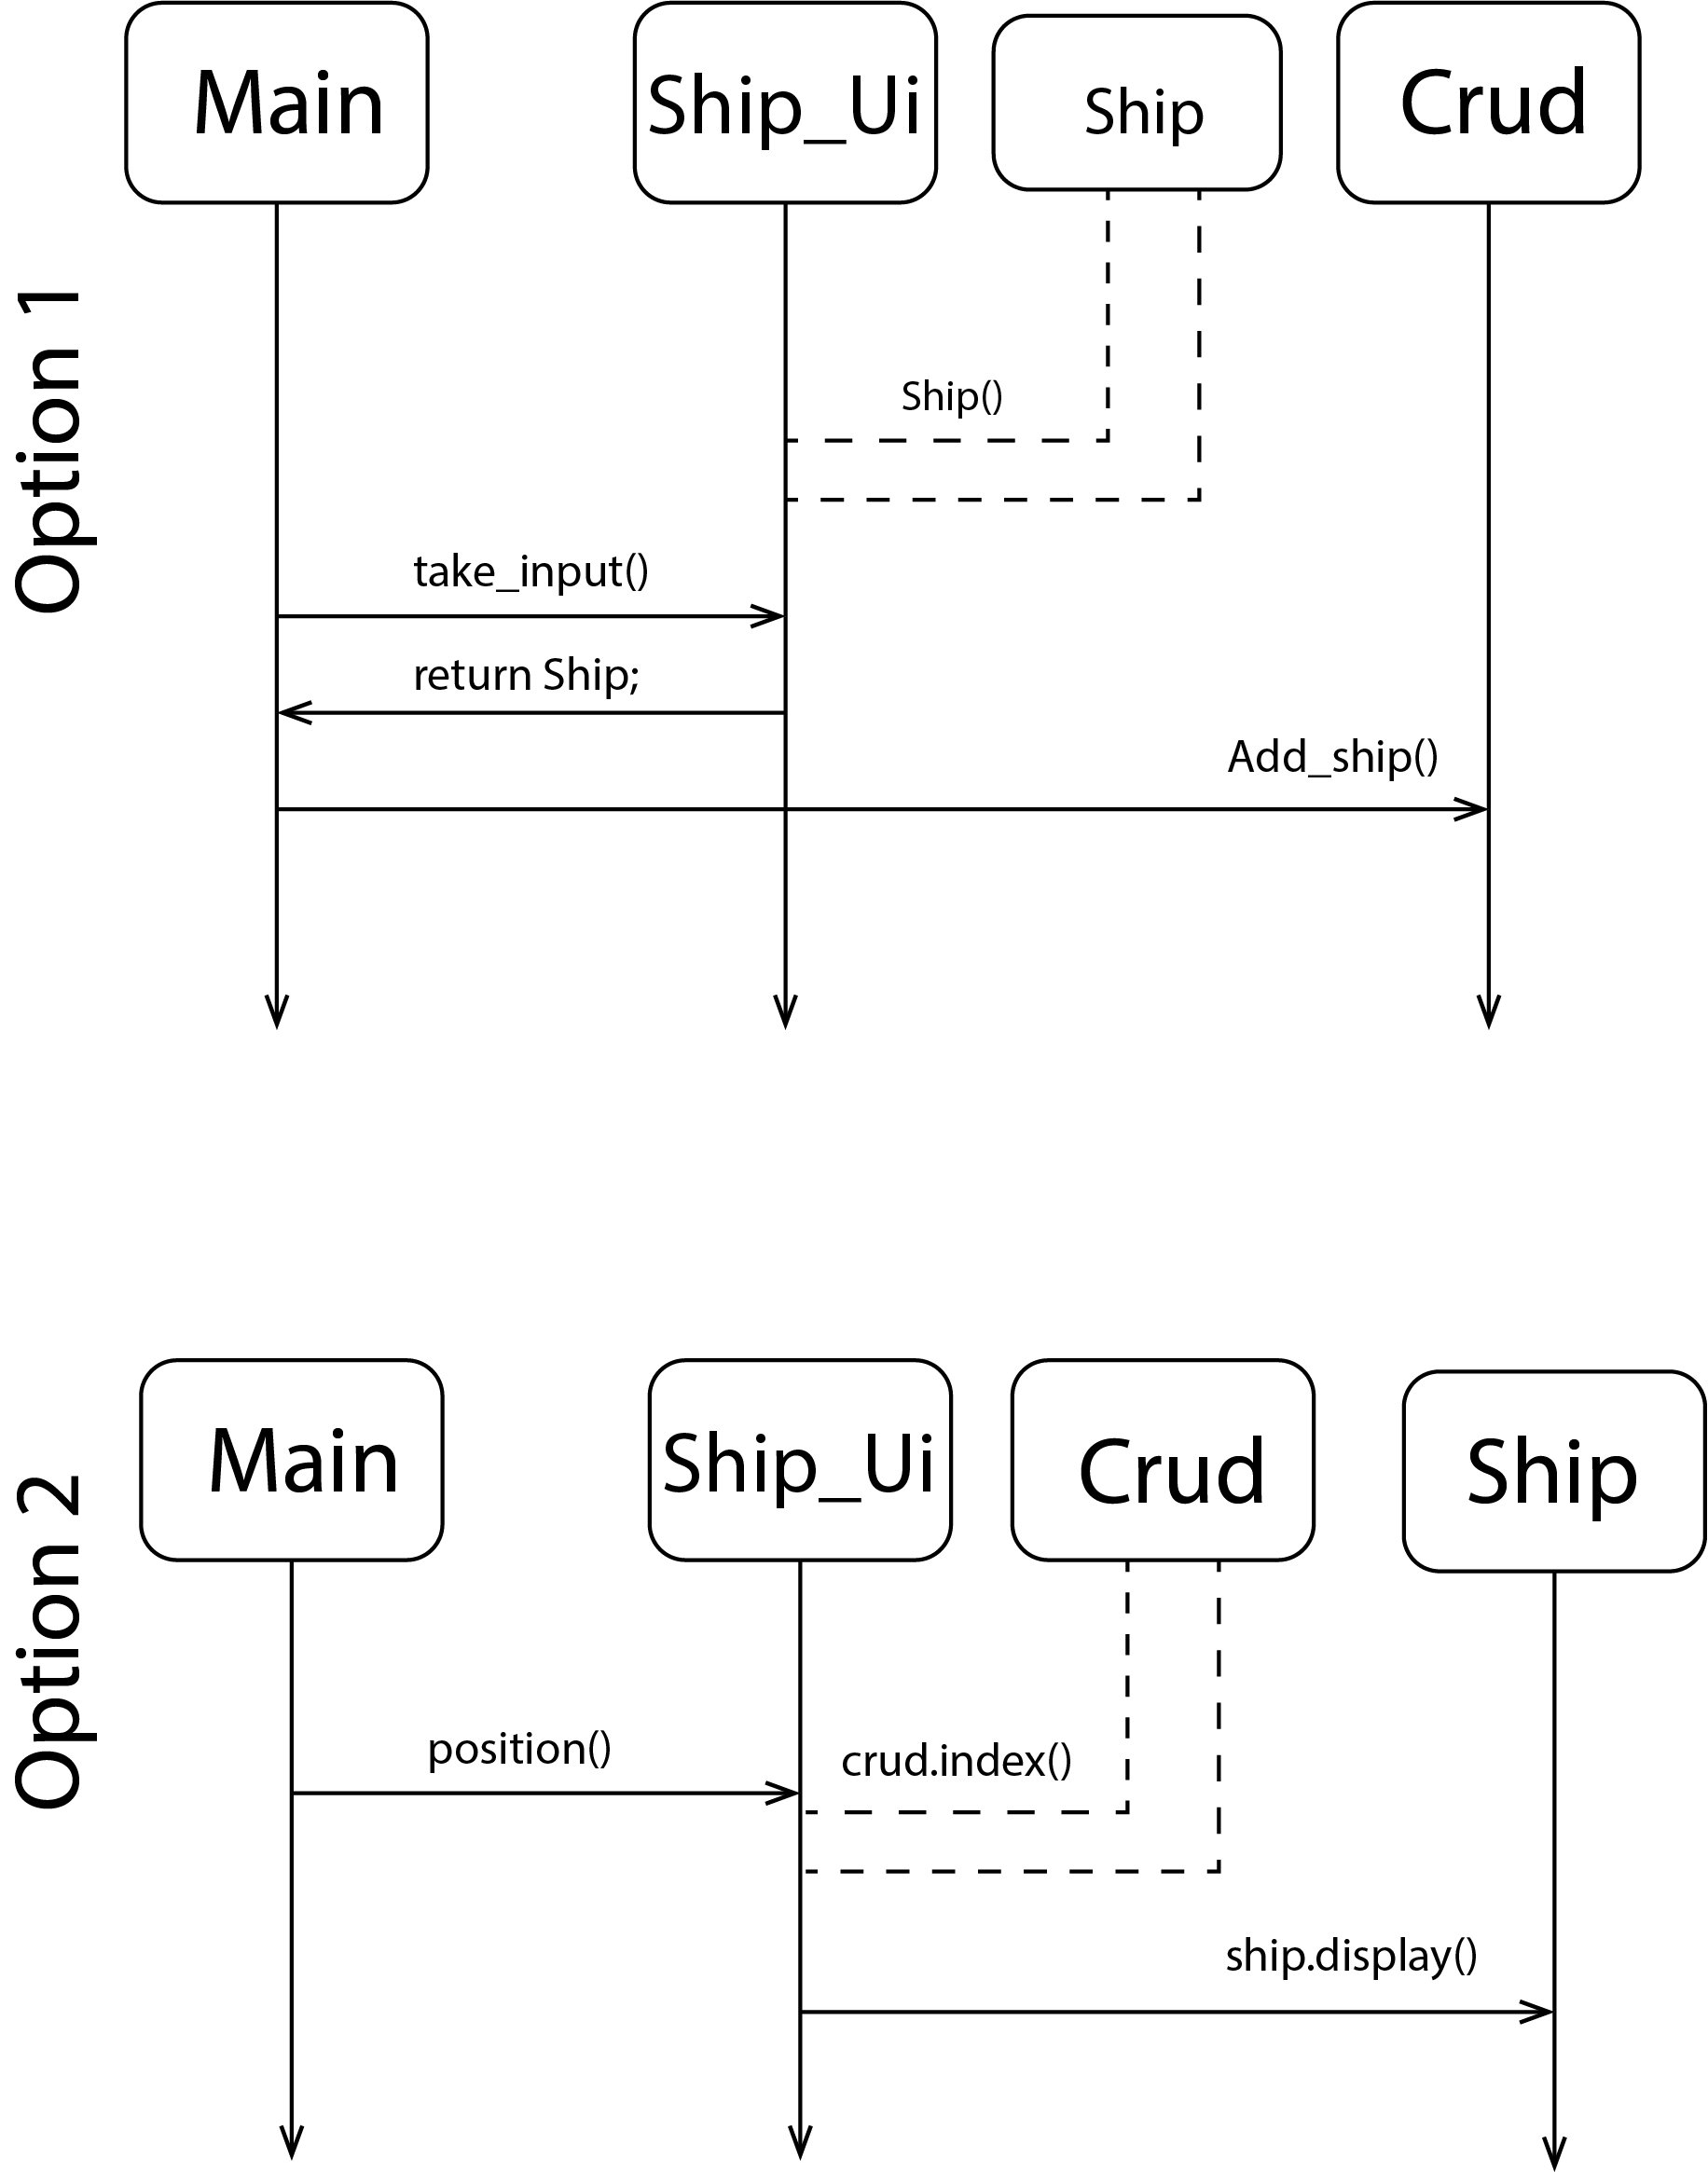 Main
Ship_Ui
Ship
Crud
Option 1
Ship()
take_input()
return Ship;
Add_ship()
Main
Ship_Ui
Crud
Ship
Option 2
position()
crud.index()
ship.display()